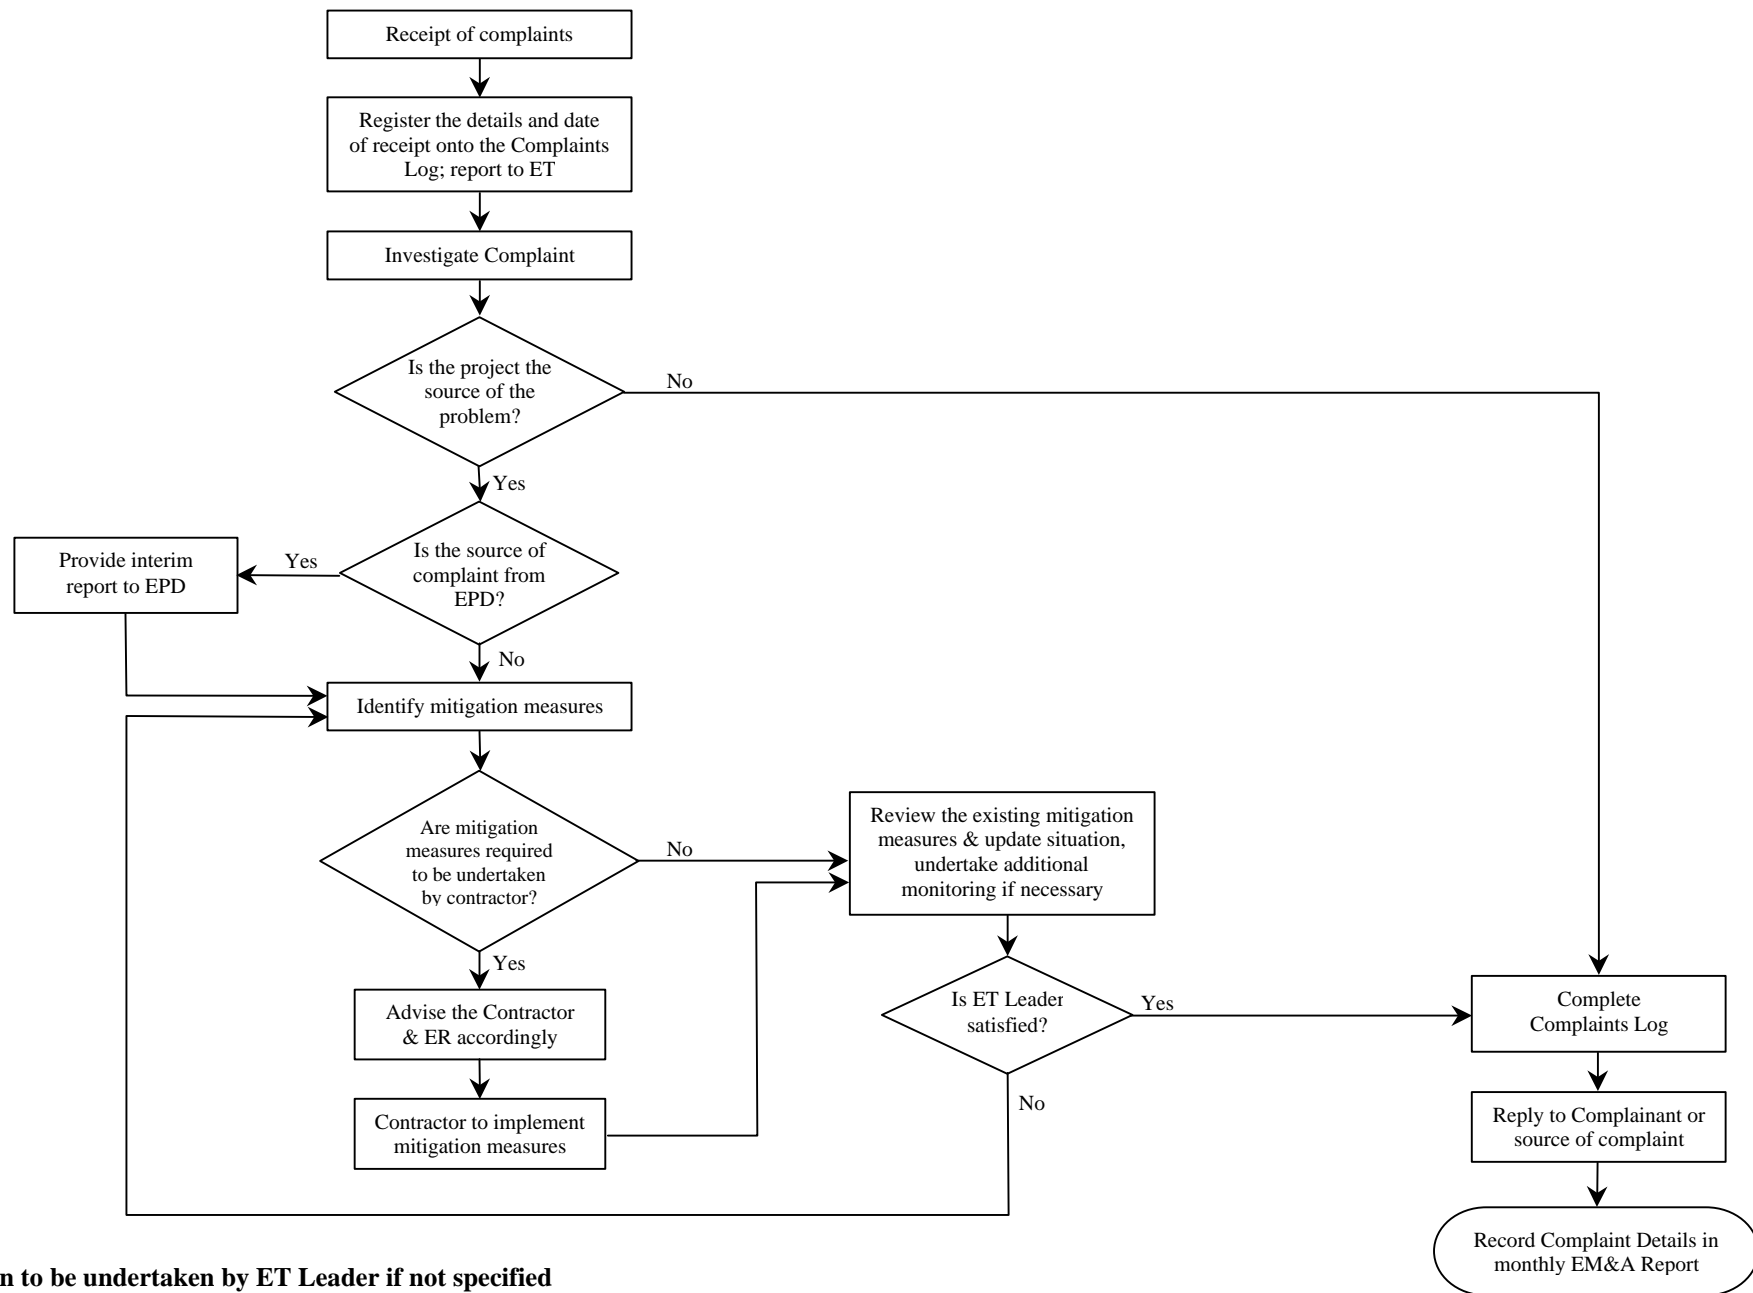 Receipt of complaints
Register the details and date
of receipt onto the Complaints
Log; report to ET
Investigate Complaint
Is the project the
source of the
problem?
No
Yes
Is the source of
complaint from
EPD?
Yes
Provide interim
report to EPD
No
Identify mitigation measures
Are mitigation
measures required
to be undertaken
by contractor?
No
Review the existing mitigation
measures & update situation,
undertake additional
monitoring if necessary
Yes
Advise the Contractor
& ER accordingly
Contractor to implement
mitigation measures
Is ET Leader
satisfied?
Yes
No
Complete
Complaints Log
Reply to Complainant or
source of complaint
Record Complaint Details in
monthly EM&A Report
n to be undertaken by ET Leader if not specified